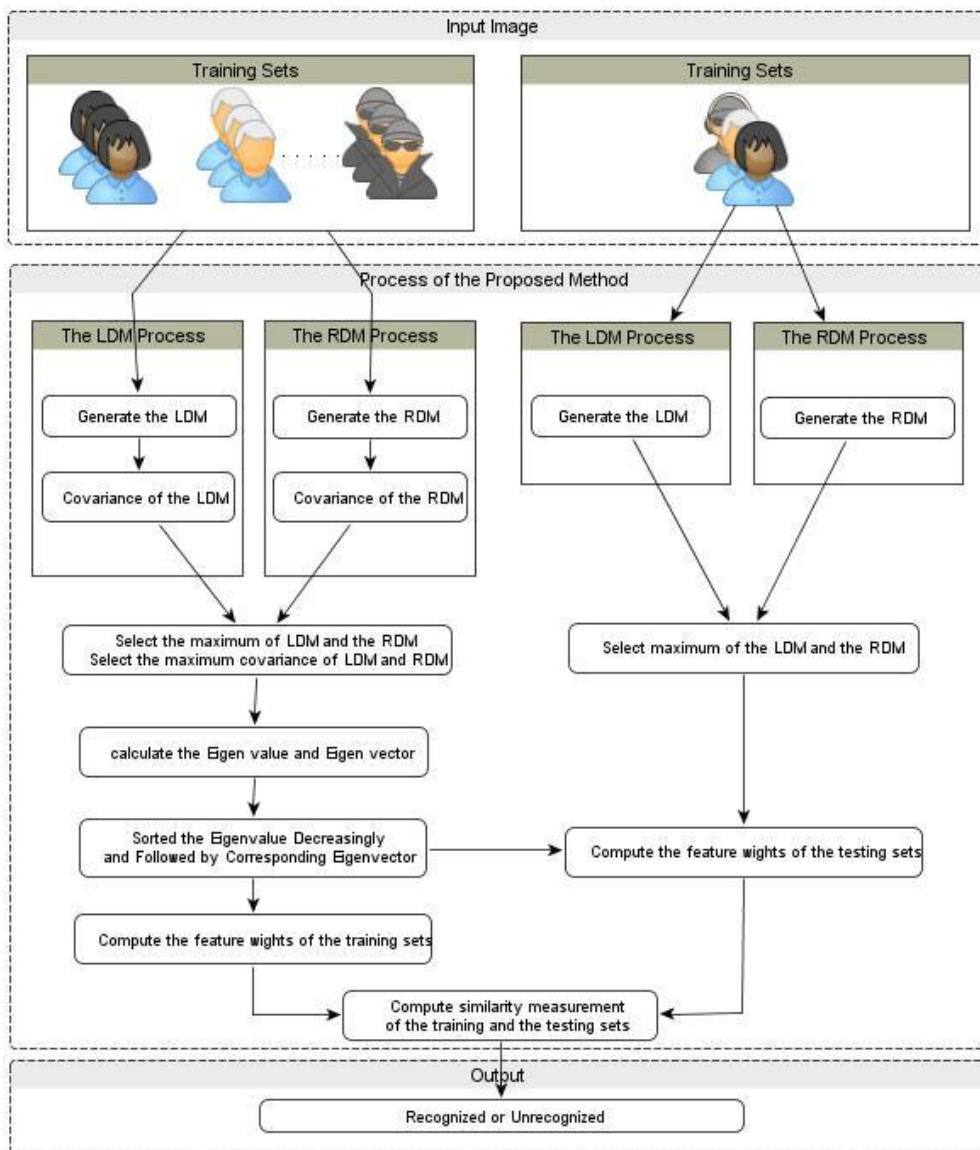 Input Image
Training Sets
Training Sets
Process of the Proposed Method
The LDM Process
The RDM Process
The LDM Process
The RDM Process
Generate the LDM
Generate the RDM
Generate the LDM
Generate the RDM
Covariance of the LDM
Covariance of the RDM
Select the maximum of LDM and the RDM
Select the maximum covariance of LDM and RDM
Select maximum of the LDM and the RDM
calculate the Eigen value and Eigen vector
Sorted the Eigenvalue Decreasingly
and Followed by Corresponding Eigenvector
Compute the feature wights of the testing sets
Compute the feature wights of the training sets
Compute similarity measurement
of the training and the testing sets
Output
Recognized or Unrecognized